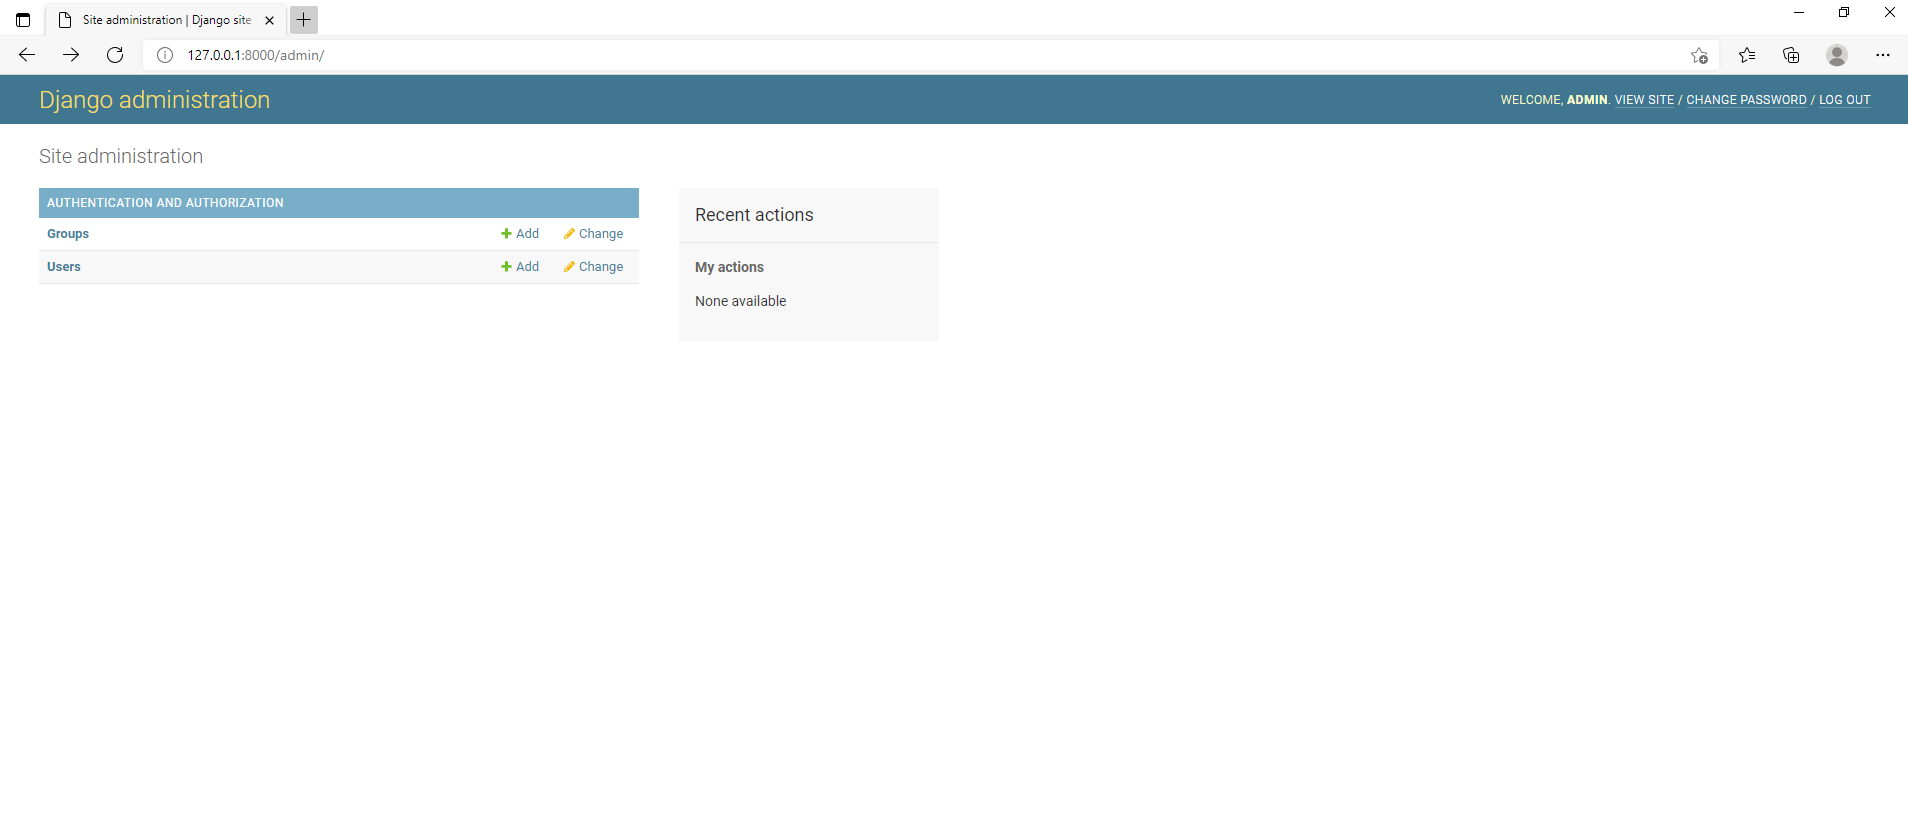 Site administration | Django site
127.0.0.1:8000/admin/
Django administration
WELCOME, ADMIN. VIEW SITE / CHANGE PASSWORD / LOG OUT
Site administration
AUTHENTICATION AND AUTHORIZATION
Groups Add Change
Users Add Change
Recent actions
My actions
None available